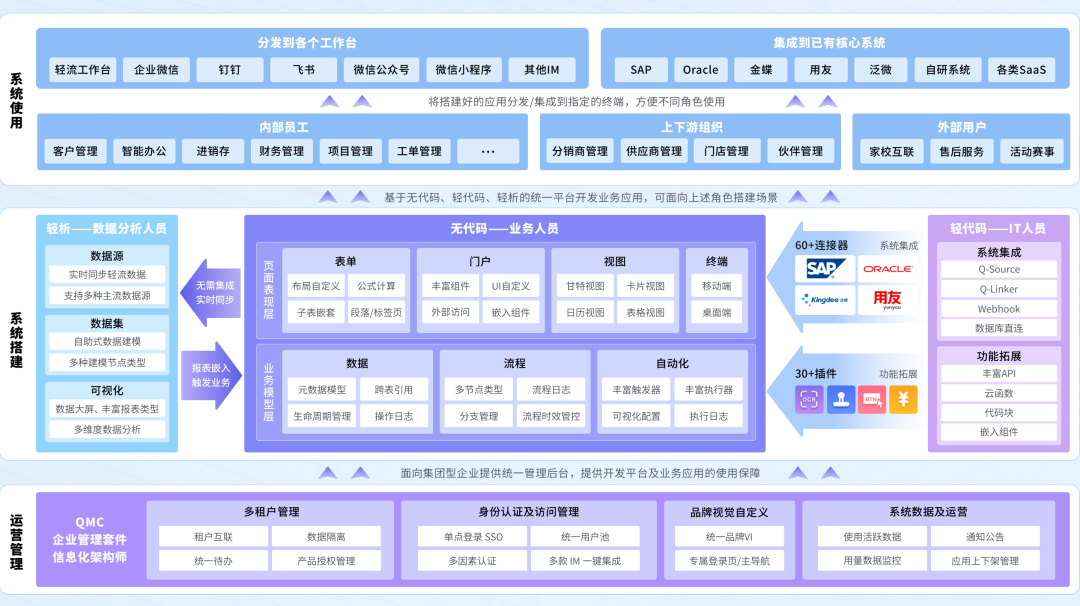 系统使用
分发到各个工作台
轻流工作台 企业微信 钉钉 飞书 微信公众号 微信小程序 其他IM
集成到已有核心系统
SAP Oracle 金蝶 用友 泛微 自研系统 各类SaaS
将搭建好的应用分发/集成到指定的终端，方便不同角色使用
内部员工
客户管理 智能办公 进销存 财务管理 项目管理 工单管理 ...
上下游组织
分销商管理 供应商管理 门店管理 伙伴管理
外部用户
家校互联 售后服务 活动赛事
基于无代码、轻代码、轻析的统一平台开发业务应用，可面向上述角色搭建场景
系统搭建
轻析——数据分析人员
数据源
实时同步轻流数据
支持多种主流数据源
数据集
自助式数据建模
多种建模节点类型
可视化
数据大屏、丰富报表类型
多维度数据分析
无需集成
实时同步
报表嵌入
触发业务
无代码——业务人员
页面表现层
表单
布局自定义 公式计算
子表嵌套 段落/标签页
门户
丰富组件 UI自定义
外部访问 嵌入组件
视图
甘特视图 卡片视图
日历视图 表格视图
终端
移动端
桌面端
业务模型层
数据
元数据模型 跨表引用
生命周期管理 操作日志
流程
多节点类型 流程日志
分支管理 流程时效管控
自动化
丰富触发器 丰富执行器
可视化配置 执行日志
60+连接器 系统集成
SAP ORACLE
Kingdee 金蝶 用友
yonyou
30+插件 功能拓展
OCR BTN ¥
轻代码——IT人员
系统集成
Q-Source
Q-Linker
Webhook
数据库直连
功能拓展
丰富API
云函数
代码块
嵌入组件
面向集团型企业提供统一管理后台，提供开发平台及业务应用的使用保障
运营管理
QMC
企业管理套件
信息化架构师
多租户管理
租户互联 数据隔离
统一待办 产品授权管理
身份认证及访问管理
单点登录 SSO 统一用户池
多因素认证 多款 IM 一键集成
品牌视觉自定义
统一品牌VI
专属登录页/主导航
系统数据及运营
使用活跃数据 通知公告
用量数据监控 应用上下架管理